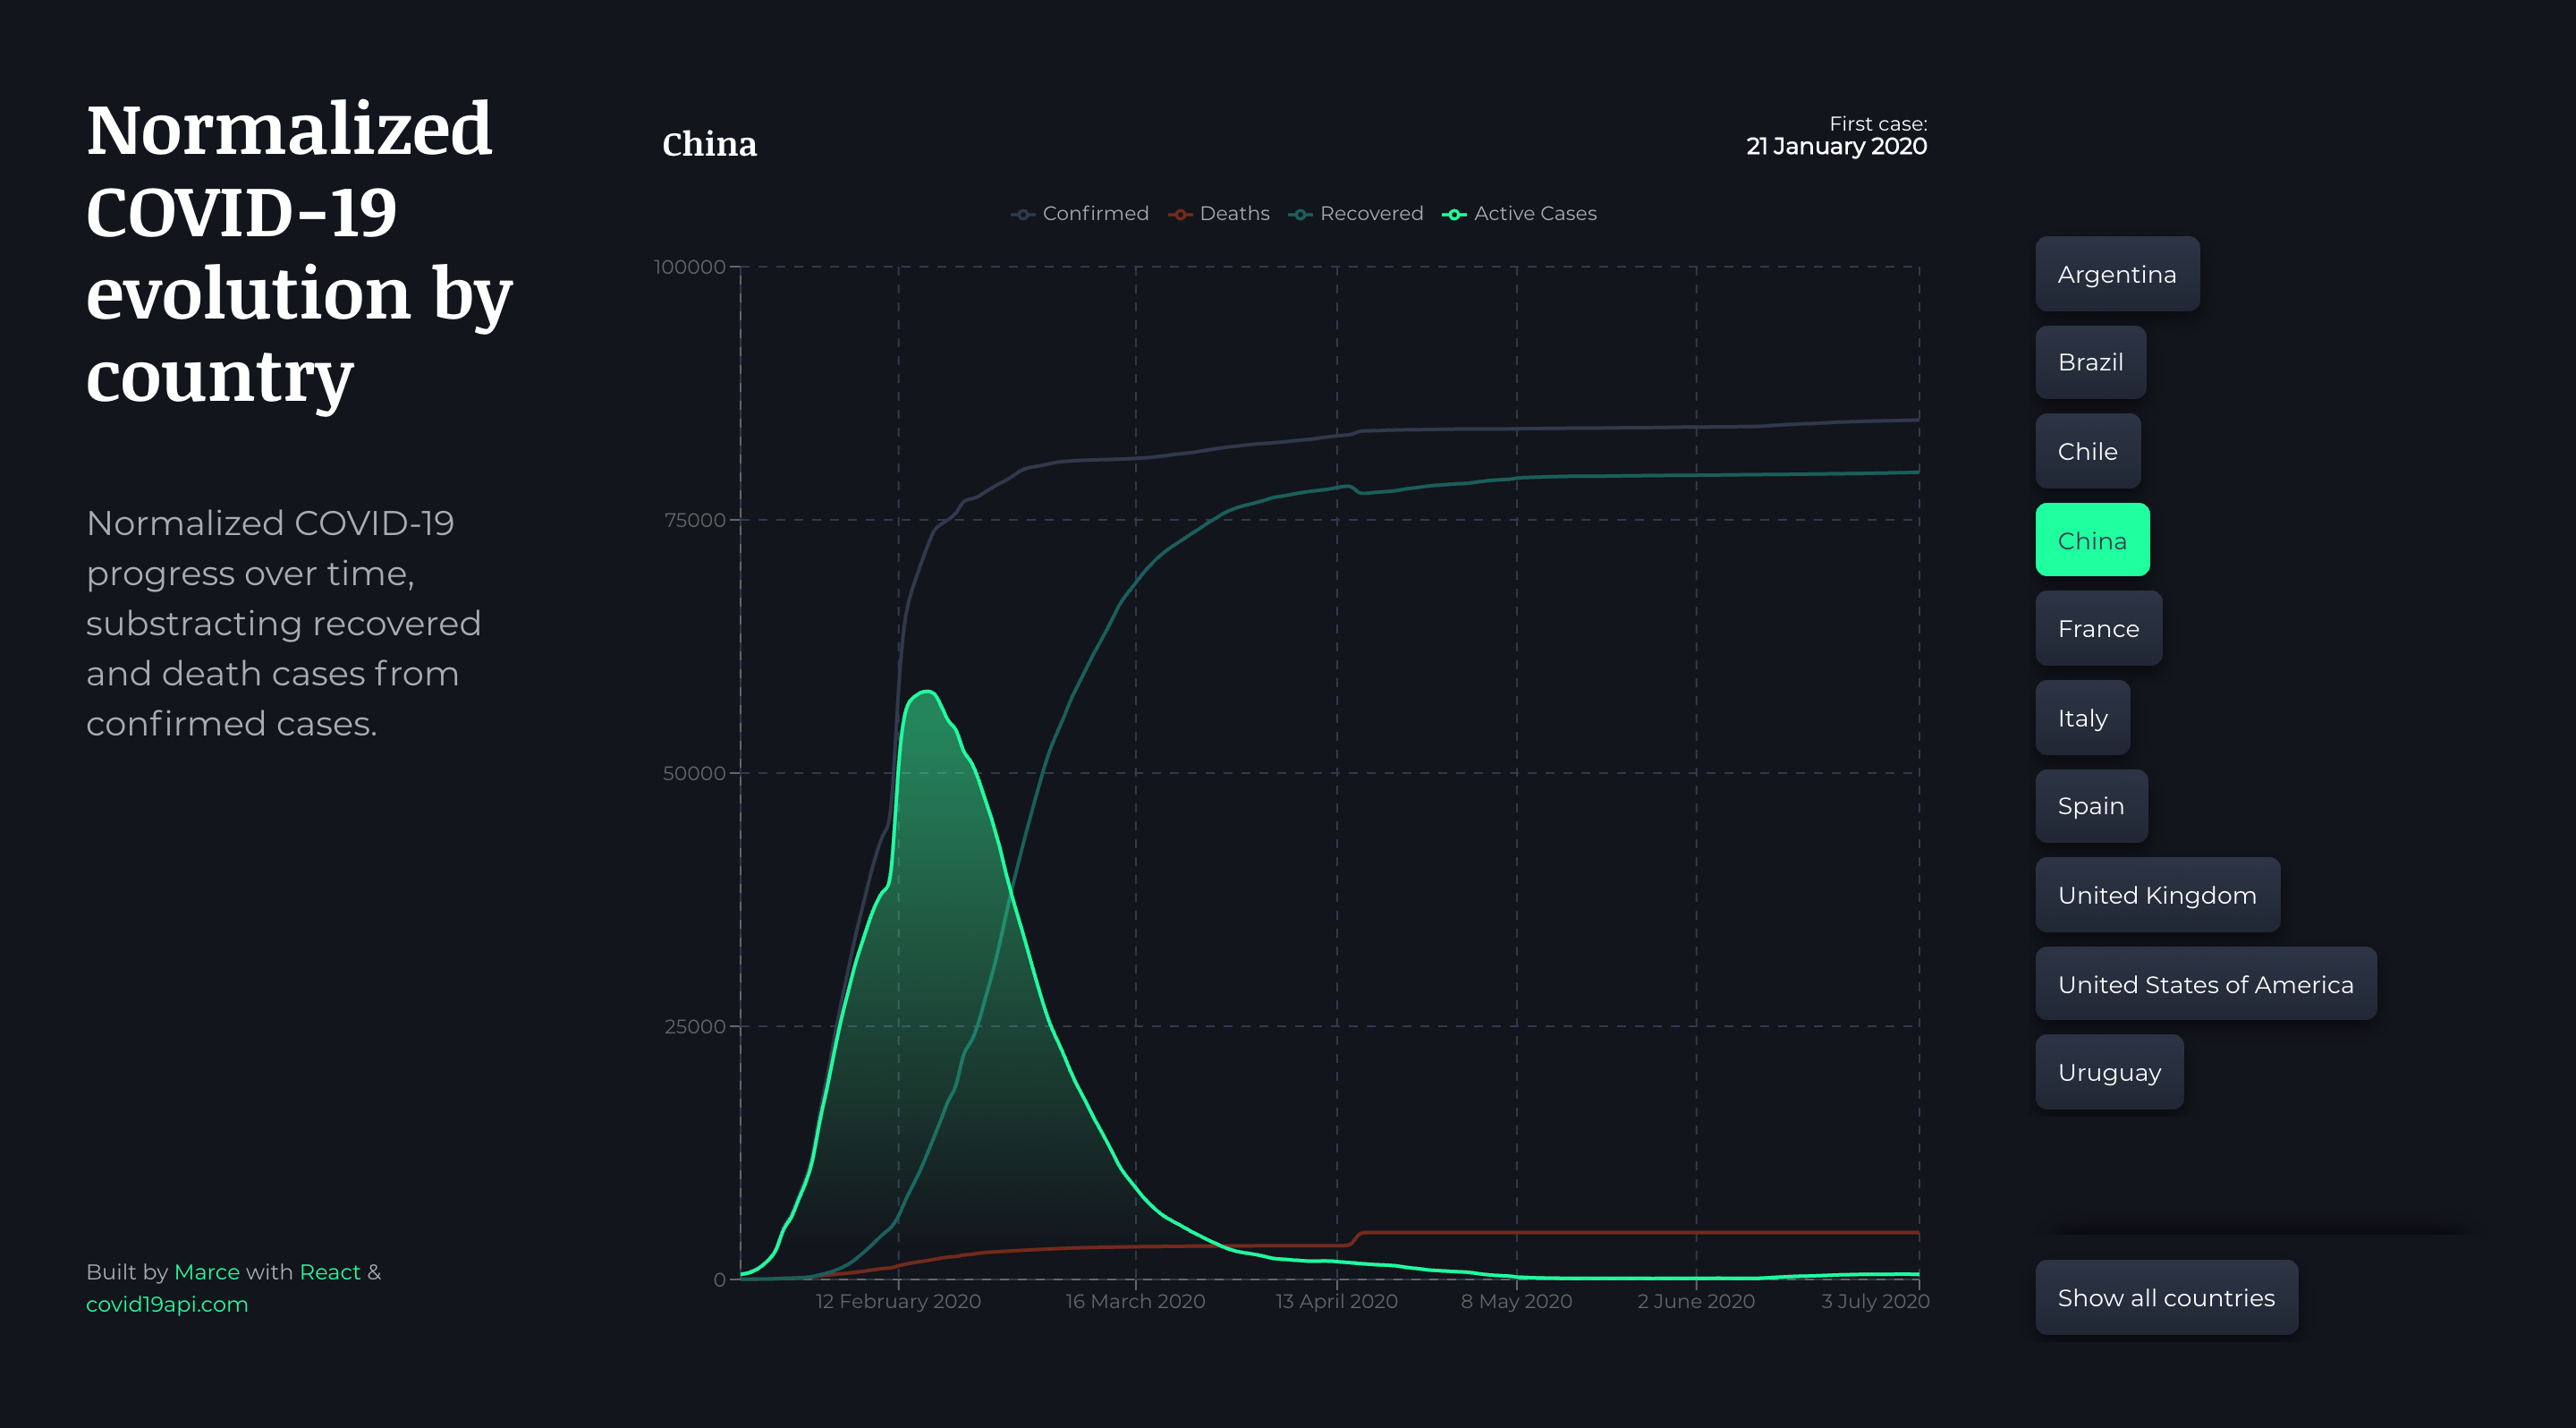 Normalized
COVID-19
evolution by
country
Normalized COVID-19
progress over time,
substracting recovered
and death cases from
confirmed cases.
Built by Marce with React &
covid19api.com
China
First case:
21 January 2020
Confirmed Deaths Recovered Active Cases
100000
75000
50000
25000
0
12 February 2020 16 March 2020 13 April 2020 8 May 2020 2 June 2020 3 July 2020
Argentina
Brazil
Chile
China
France
Italy
Spain
United Kingdom
United States of America
Uruguay
Show all countries